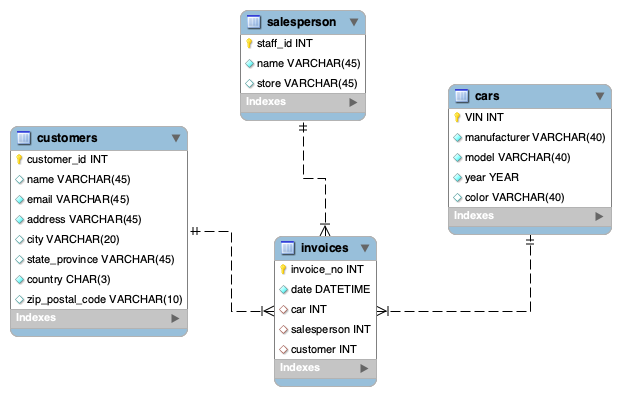 salesperson
staff_id INT
name VARCHAR(45)
store VARCHAR(45)
Indexes
cars
VIN INT
manufacturer VARCHAR(40)
model VARCHAR(40)
year YEAR
color VARCHAR(40)
Indexes
customers
customer_id INT
name VARCHAR(45)
email VARCHAR(45)
address VARCHAR(45)
city VARCHAR(20)
state_province VARCHAR(45)
country CHAR(3)
zip_postal_code VARCHAR(10)
Indexes
invoices
invoice_no INT
date DATETIME
car INT
salesperson INT
customer INT
Indexes